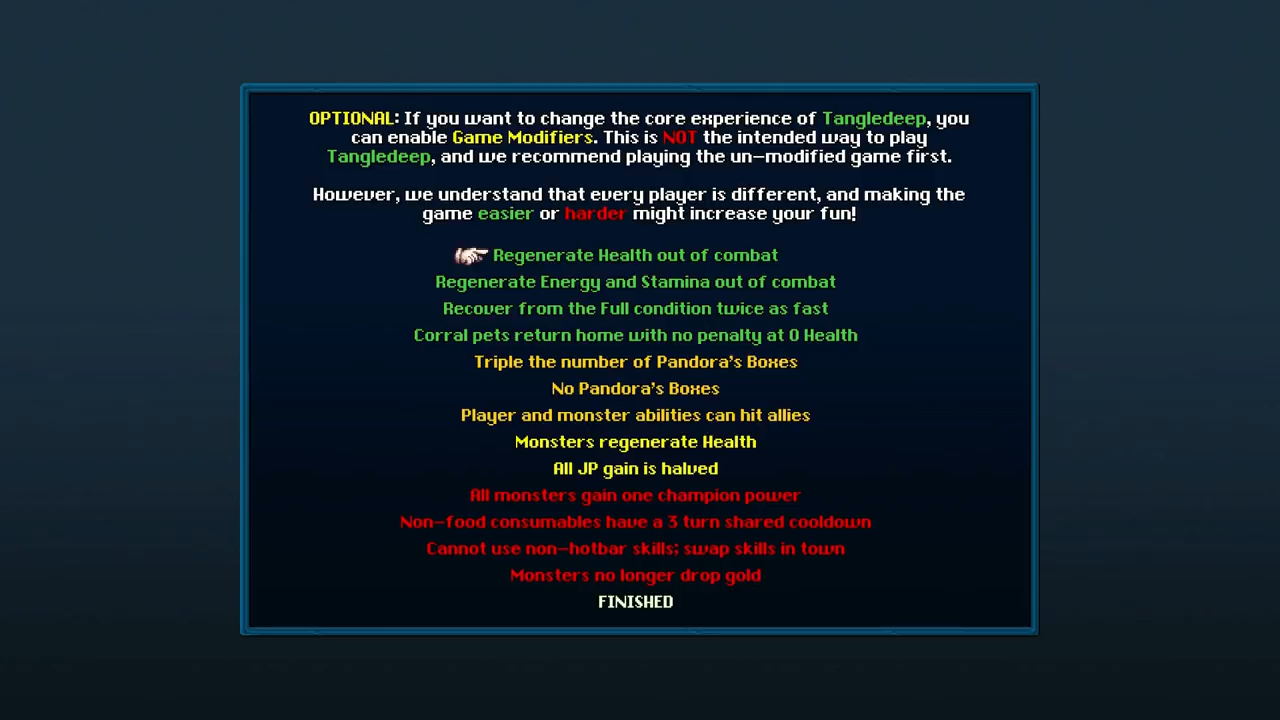 OPTIONAL: If you want to change the core experience of Tangledeep, you
can enable Game Modifiers. This is NOT the intended way to play
Tangledeep, and we recommend playing the un-modified game first.
However, we understand that every player is different, and making the
game easier or harder might increase your fun!
Regenerate Health out of combat
Regenerate Energy and Stamina out of combat
Recover from the Full condition twice as fast
Corral pets return home with no penalty at 0 Health
Triple the number of Pandora's Boxes
No Pandora's Boxes
Player and monster abilities can hit allies
Monsters regenerate Health
All JP gain is halved
All monsters gain one champion power
Non-food consumables have a 3 turn shared cooldown
Cannot use non-hotbar skills; swap skills in town
Monsters no longer drop gold
FINISHED